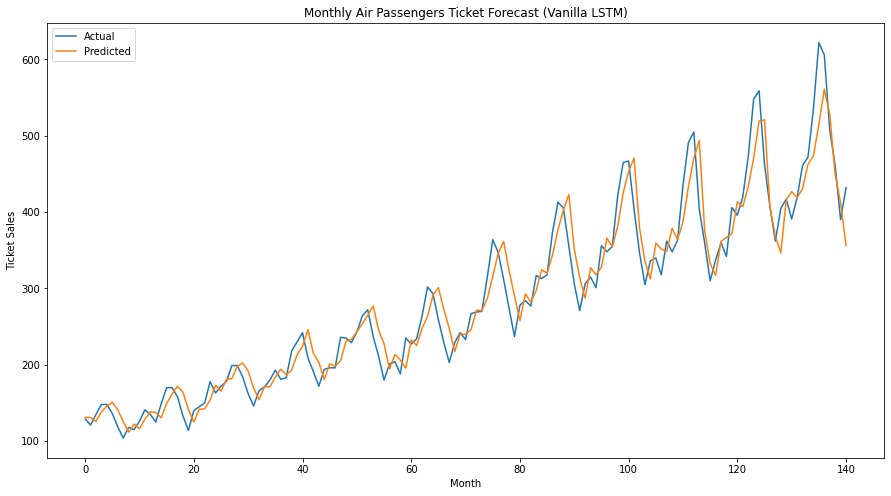 Monthly Air Passengers Ticket Forecast (Vanilla LSTM)
Actual
Predicted
600
500
400
300
200
100
Ticket Sales
0 20 40 60 80 100 120 140
Month